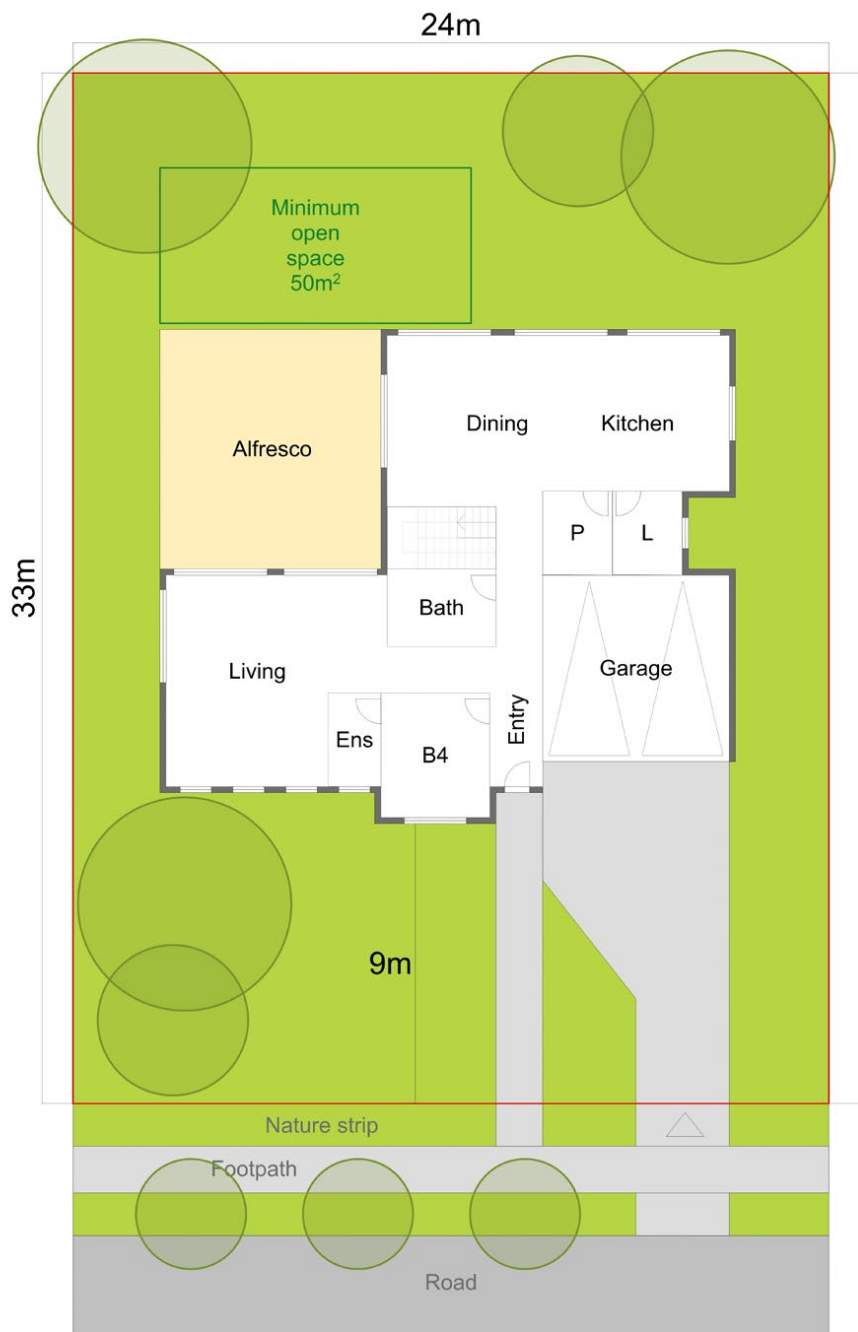 24m
Minimum
open
space
50m²
Dining
Kitchen
Alfresco
P
L
33m
Bath
Garage
Living
Entry
Ens
B4
9m
Nature strip
Footpath
Road